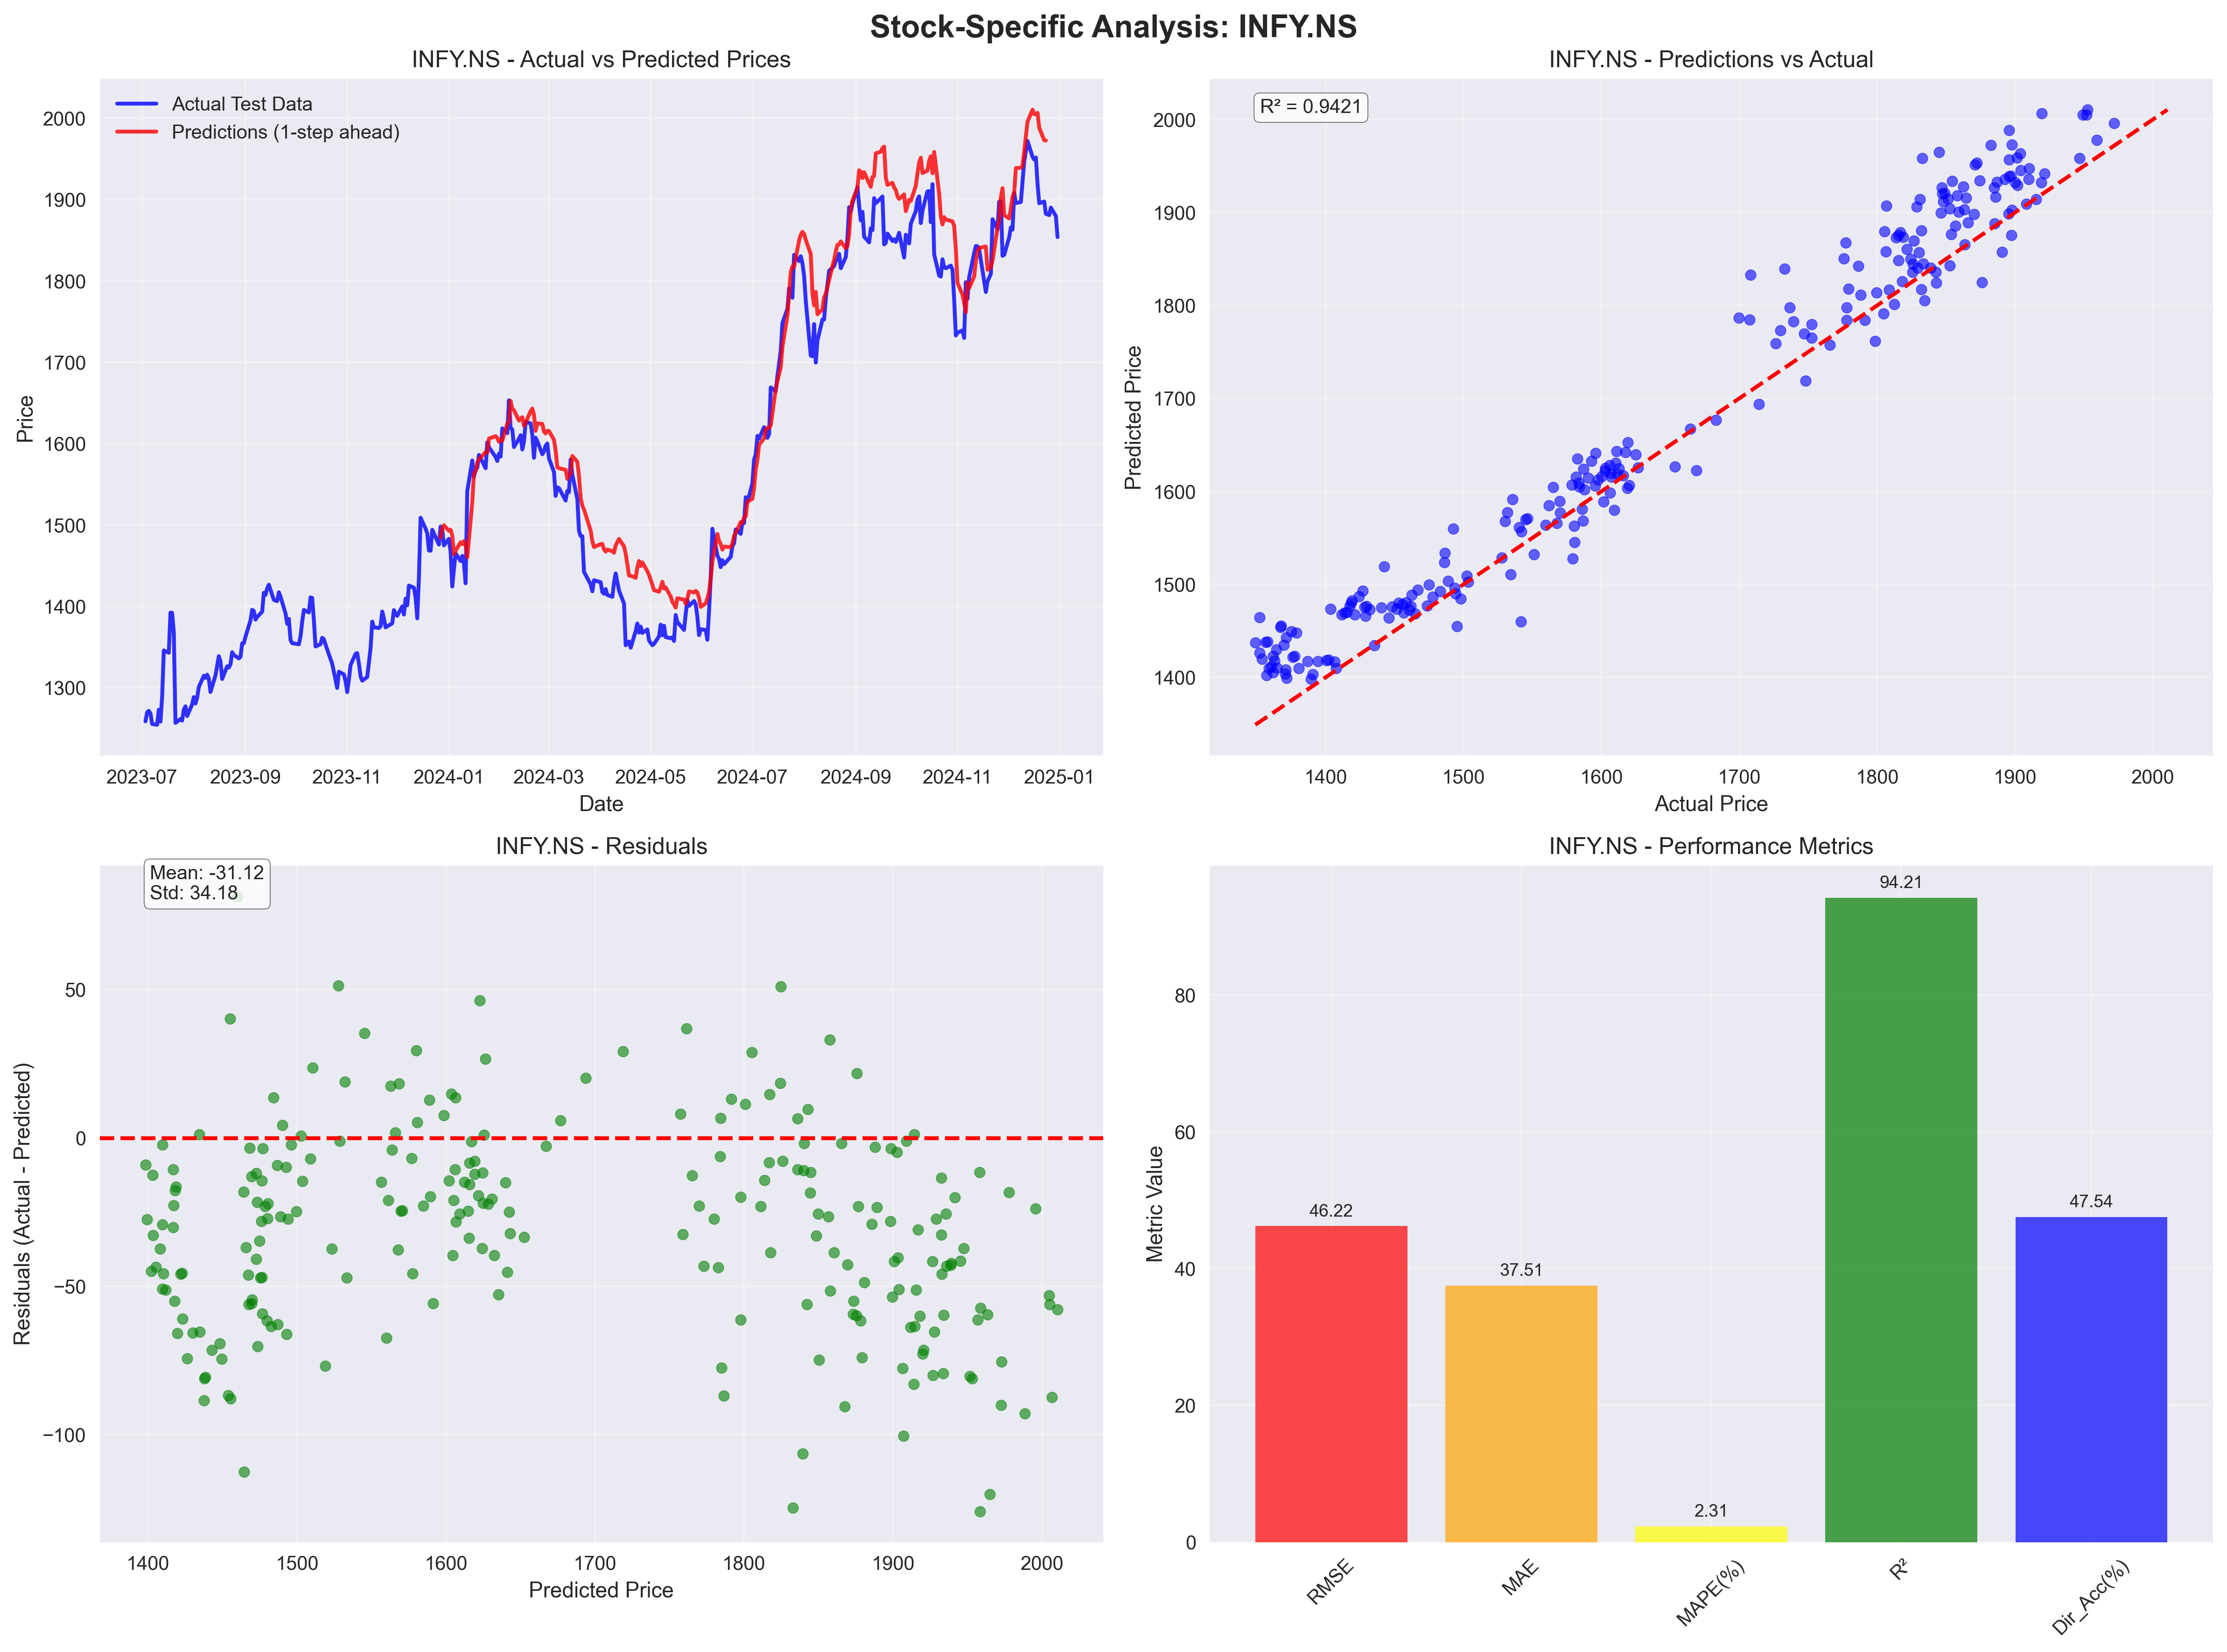 Stock-Specific Analysis: INFY.NS
INFY.NS - Actual vs Predicted Prices
Actual Test Data
Predictions (1-step ahead)
Price
2000
1900
1800
1700
1600
1500
1400
1300
2023-07 2023-09 2023-11 2024-01 2024-03 2024-05 2024-07 2024-09 2024-11 2025-01
Date
INFY.NS - Predictions vs Actual
R² = 0.9421
Predicted Price
2000
1900
1800
1700
1600
1500
1400
1400 1500 1600 1700 1800 1900 2000
Actual Price
INFY.NS - Residuals
Mean: -31.12
Std: 34.18
Residuals (Actual - Predicted)
50
0
−50
−100
1400 1500 1600 1700 1800 1900 2000
Predicted Price
INFY.NS - Performance Metrics
Metric Value
80
60
40
20
0
46.22
37.51
2.31
94.21
47.54
RMSE
MAE
MAPE(%)
R²
Dir_Acc(%)